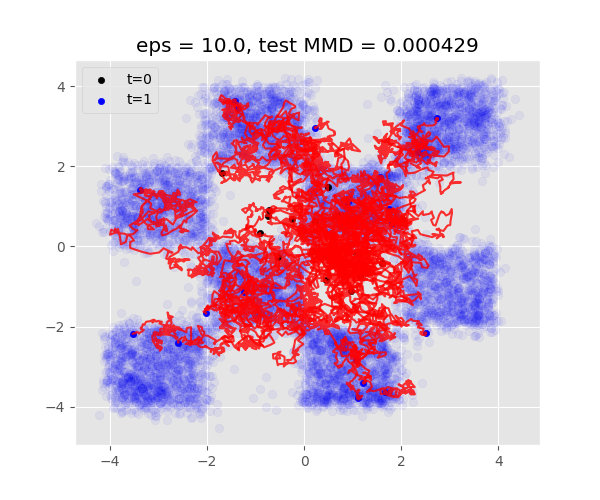 eps = 10.0, test MMD = 0.000429
t=0
t=1
4
2
0
−2
−4
−4 −2 0 2 4